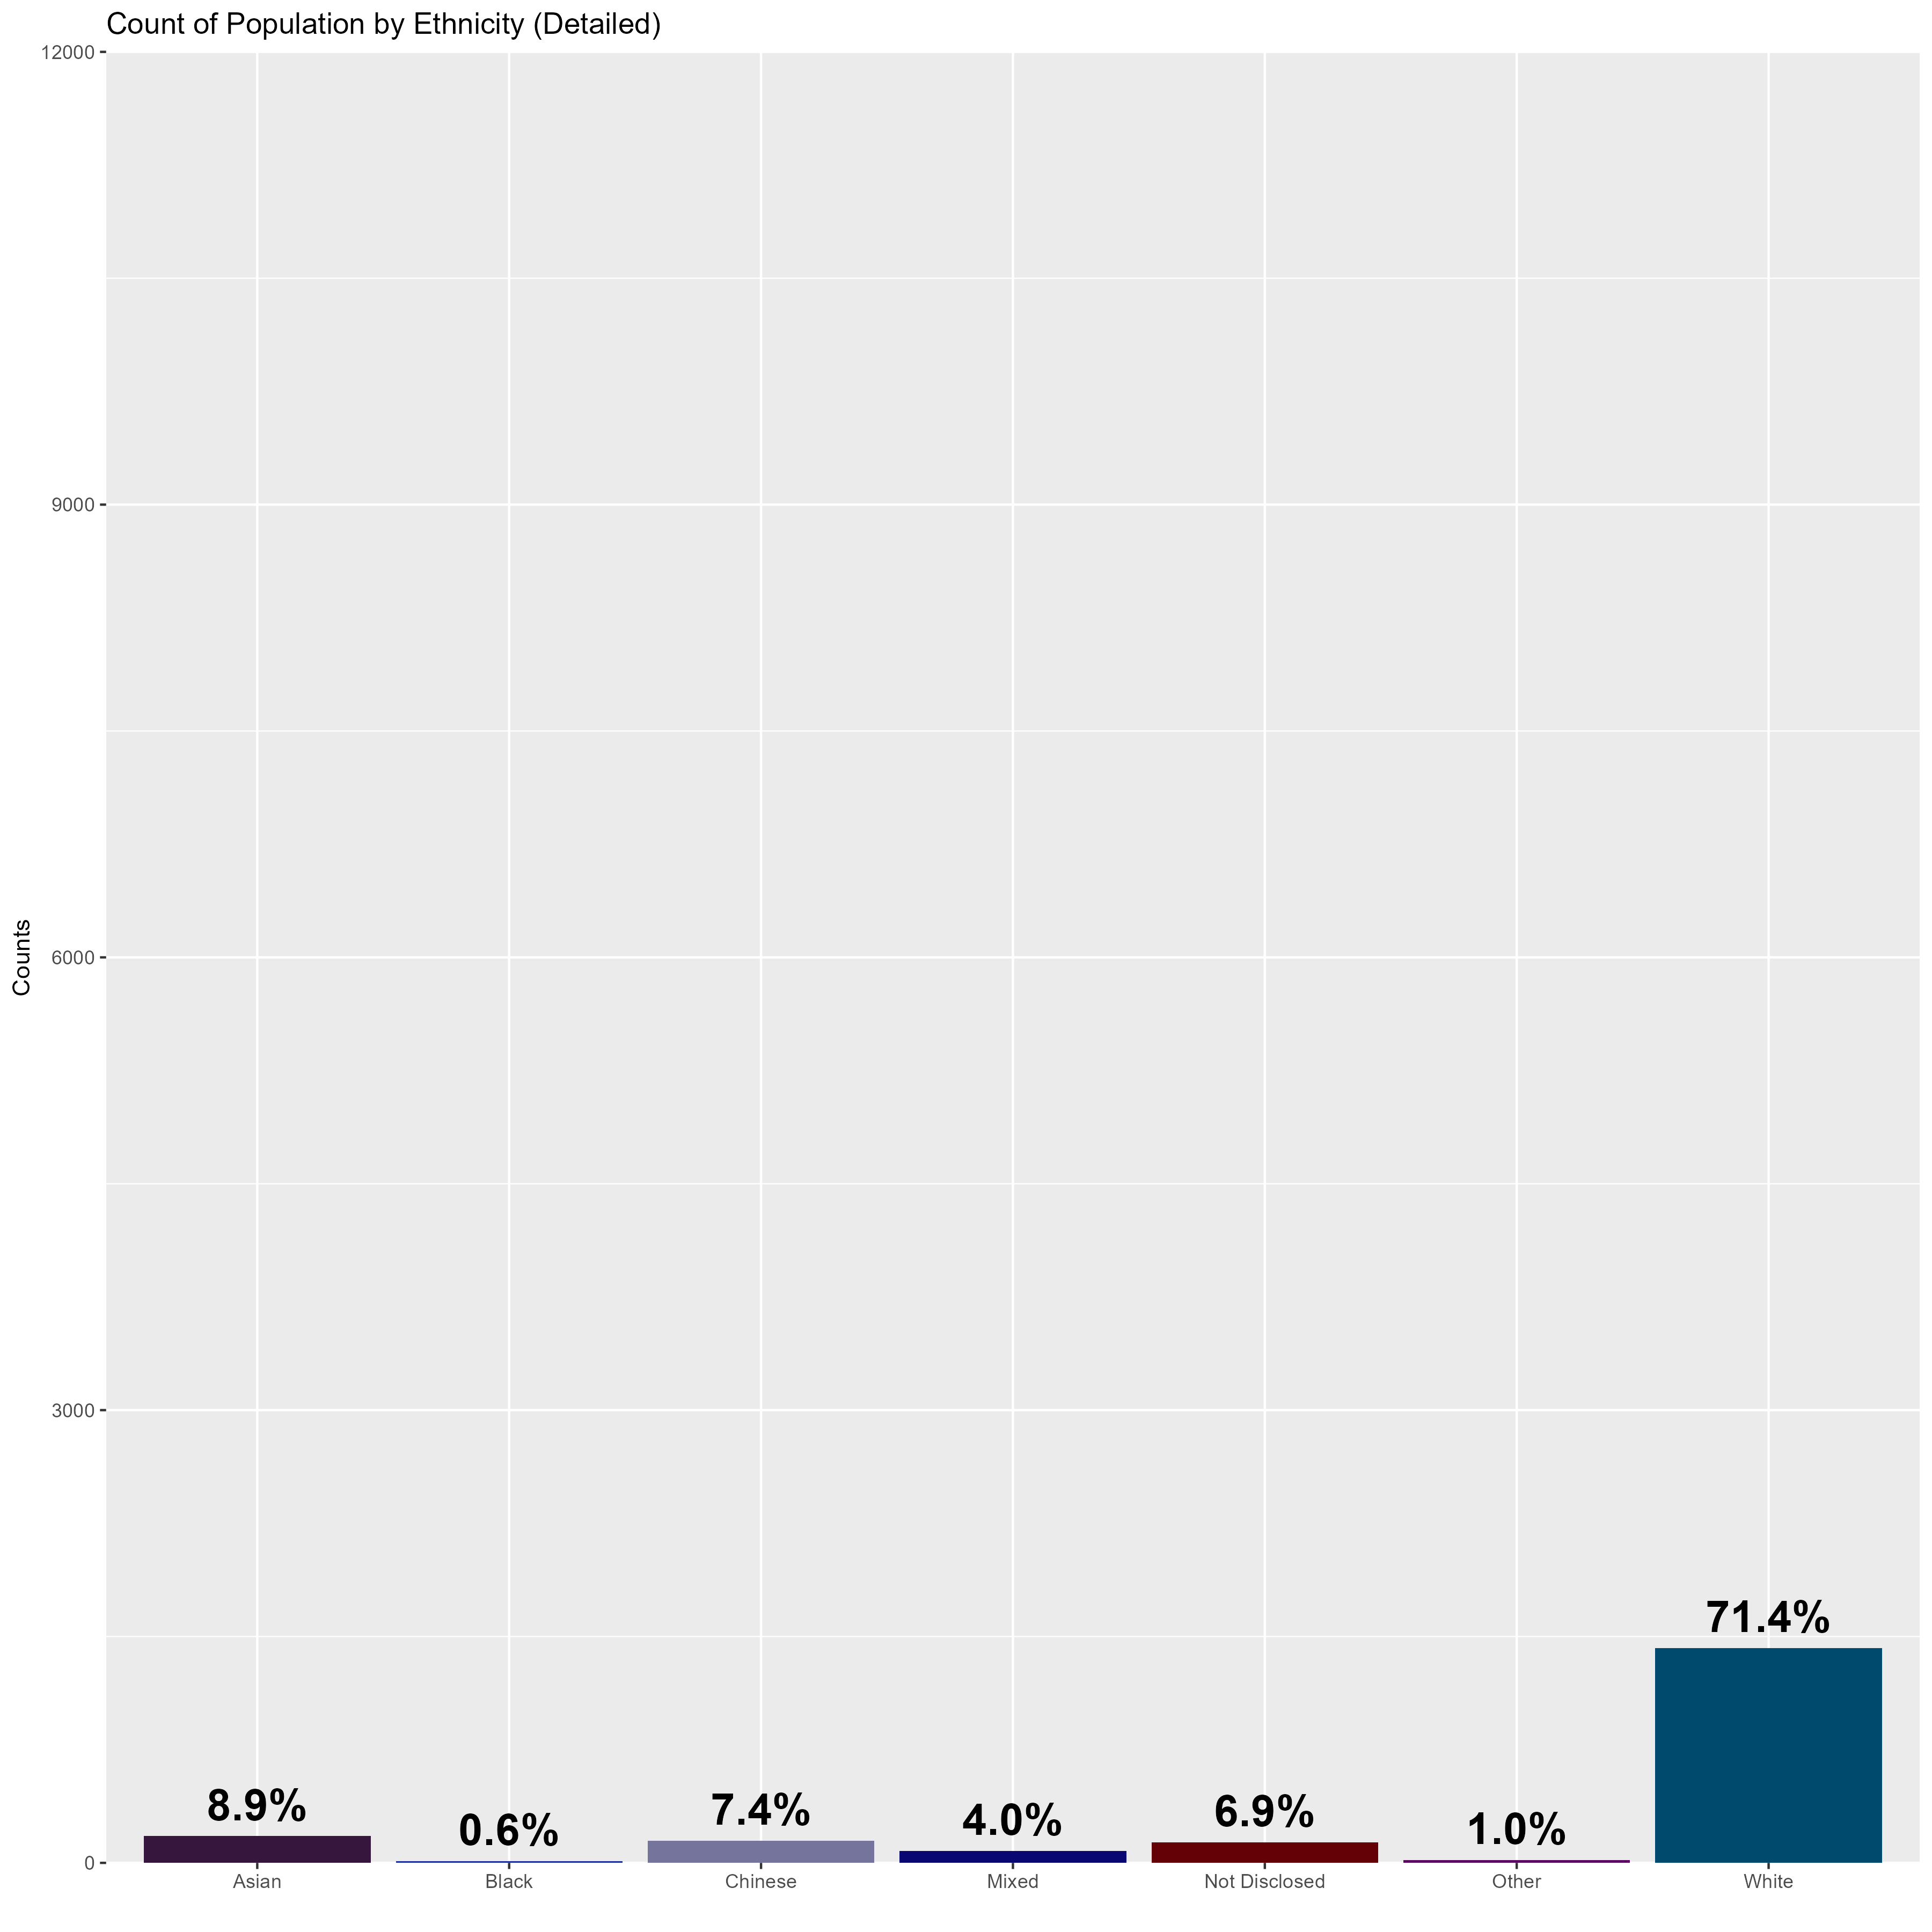 Count of Population by Ethnicity (Detailed)
12000
9000
6000
3000
0
Counts
8.9%
0.6%
7.4%
4.0%
6.9%
1.0%
71.4%
Asian
Black
Chinese
Mixed
Not Disclosed
Other
White